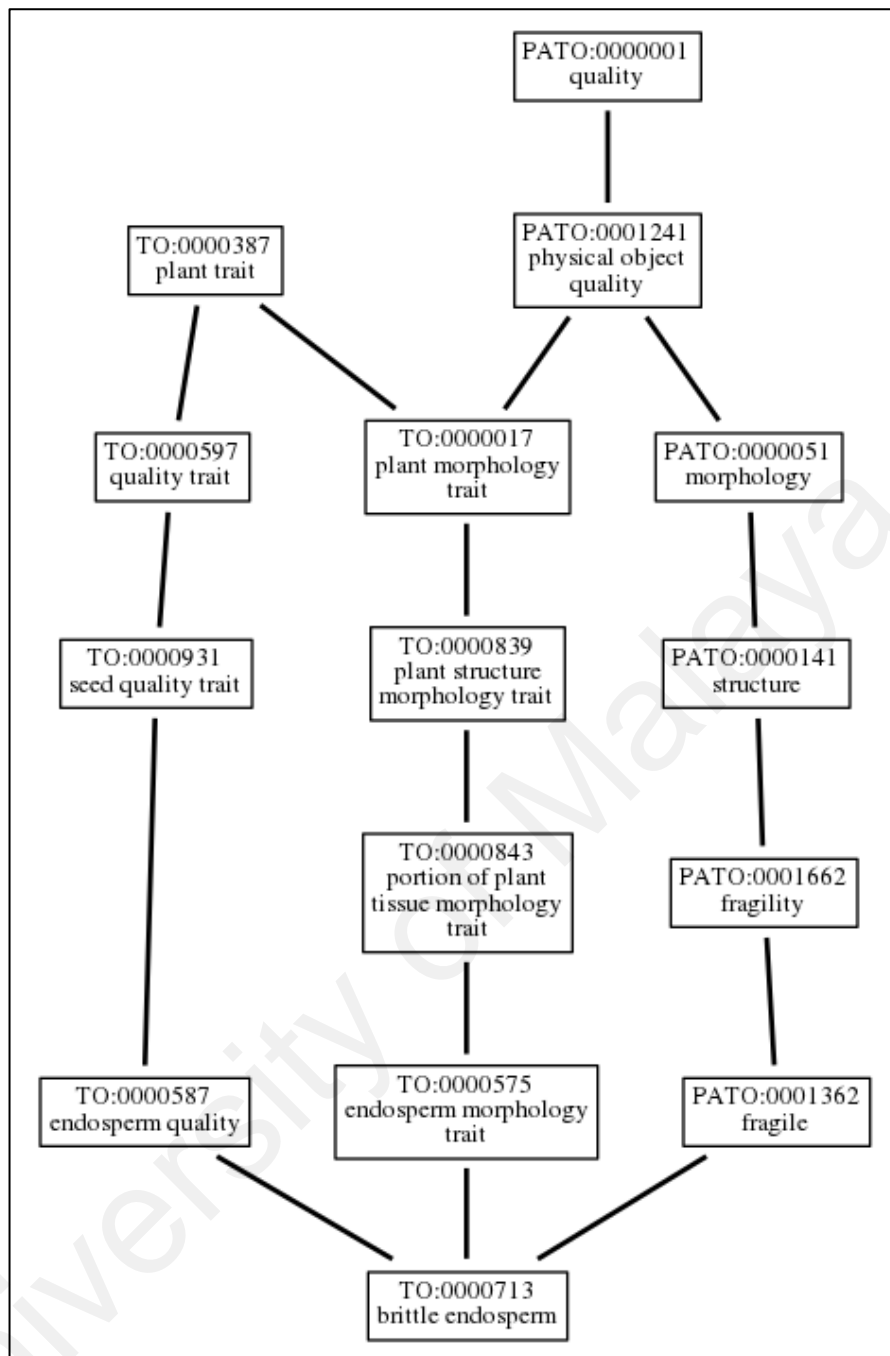 PATO:0000001
quality
TO:0000387
plant trait
PATO:0001241
physical object
quality
TO:0000597
quality trait
TO:0000017
plant morphology
trait
PATO:0000051
morphology
TO:0000931
seed quality trait
TO:0000839
plant structure
morphology trait
PATO:0000141
structure
TO:0000843
portion of plant
tissue morphology
trait
PATO:0001662
fragility
TO:0000587
endosperm quality
TO:0000575
endosperm morphology
trait
PATO:0001362
fragile
TO:0000713
brittle endosperm
University of Malaya